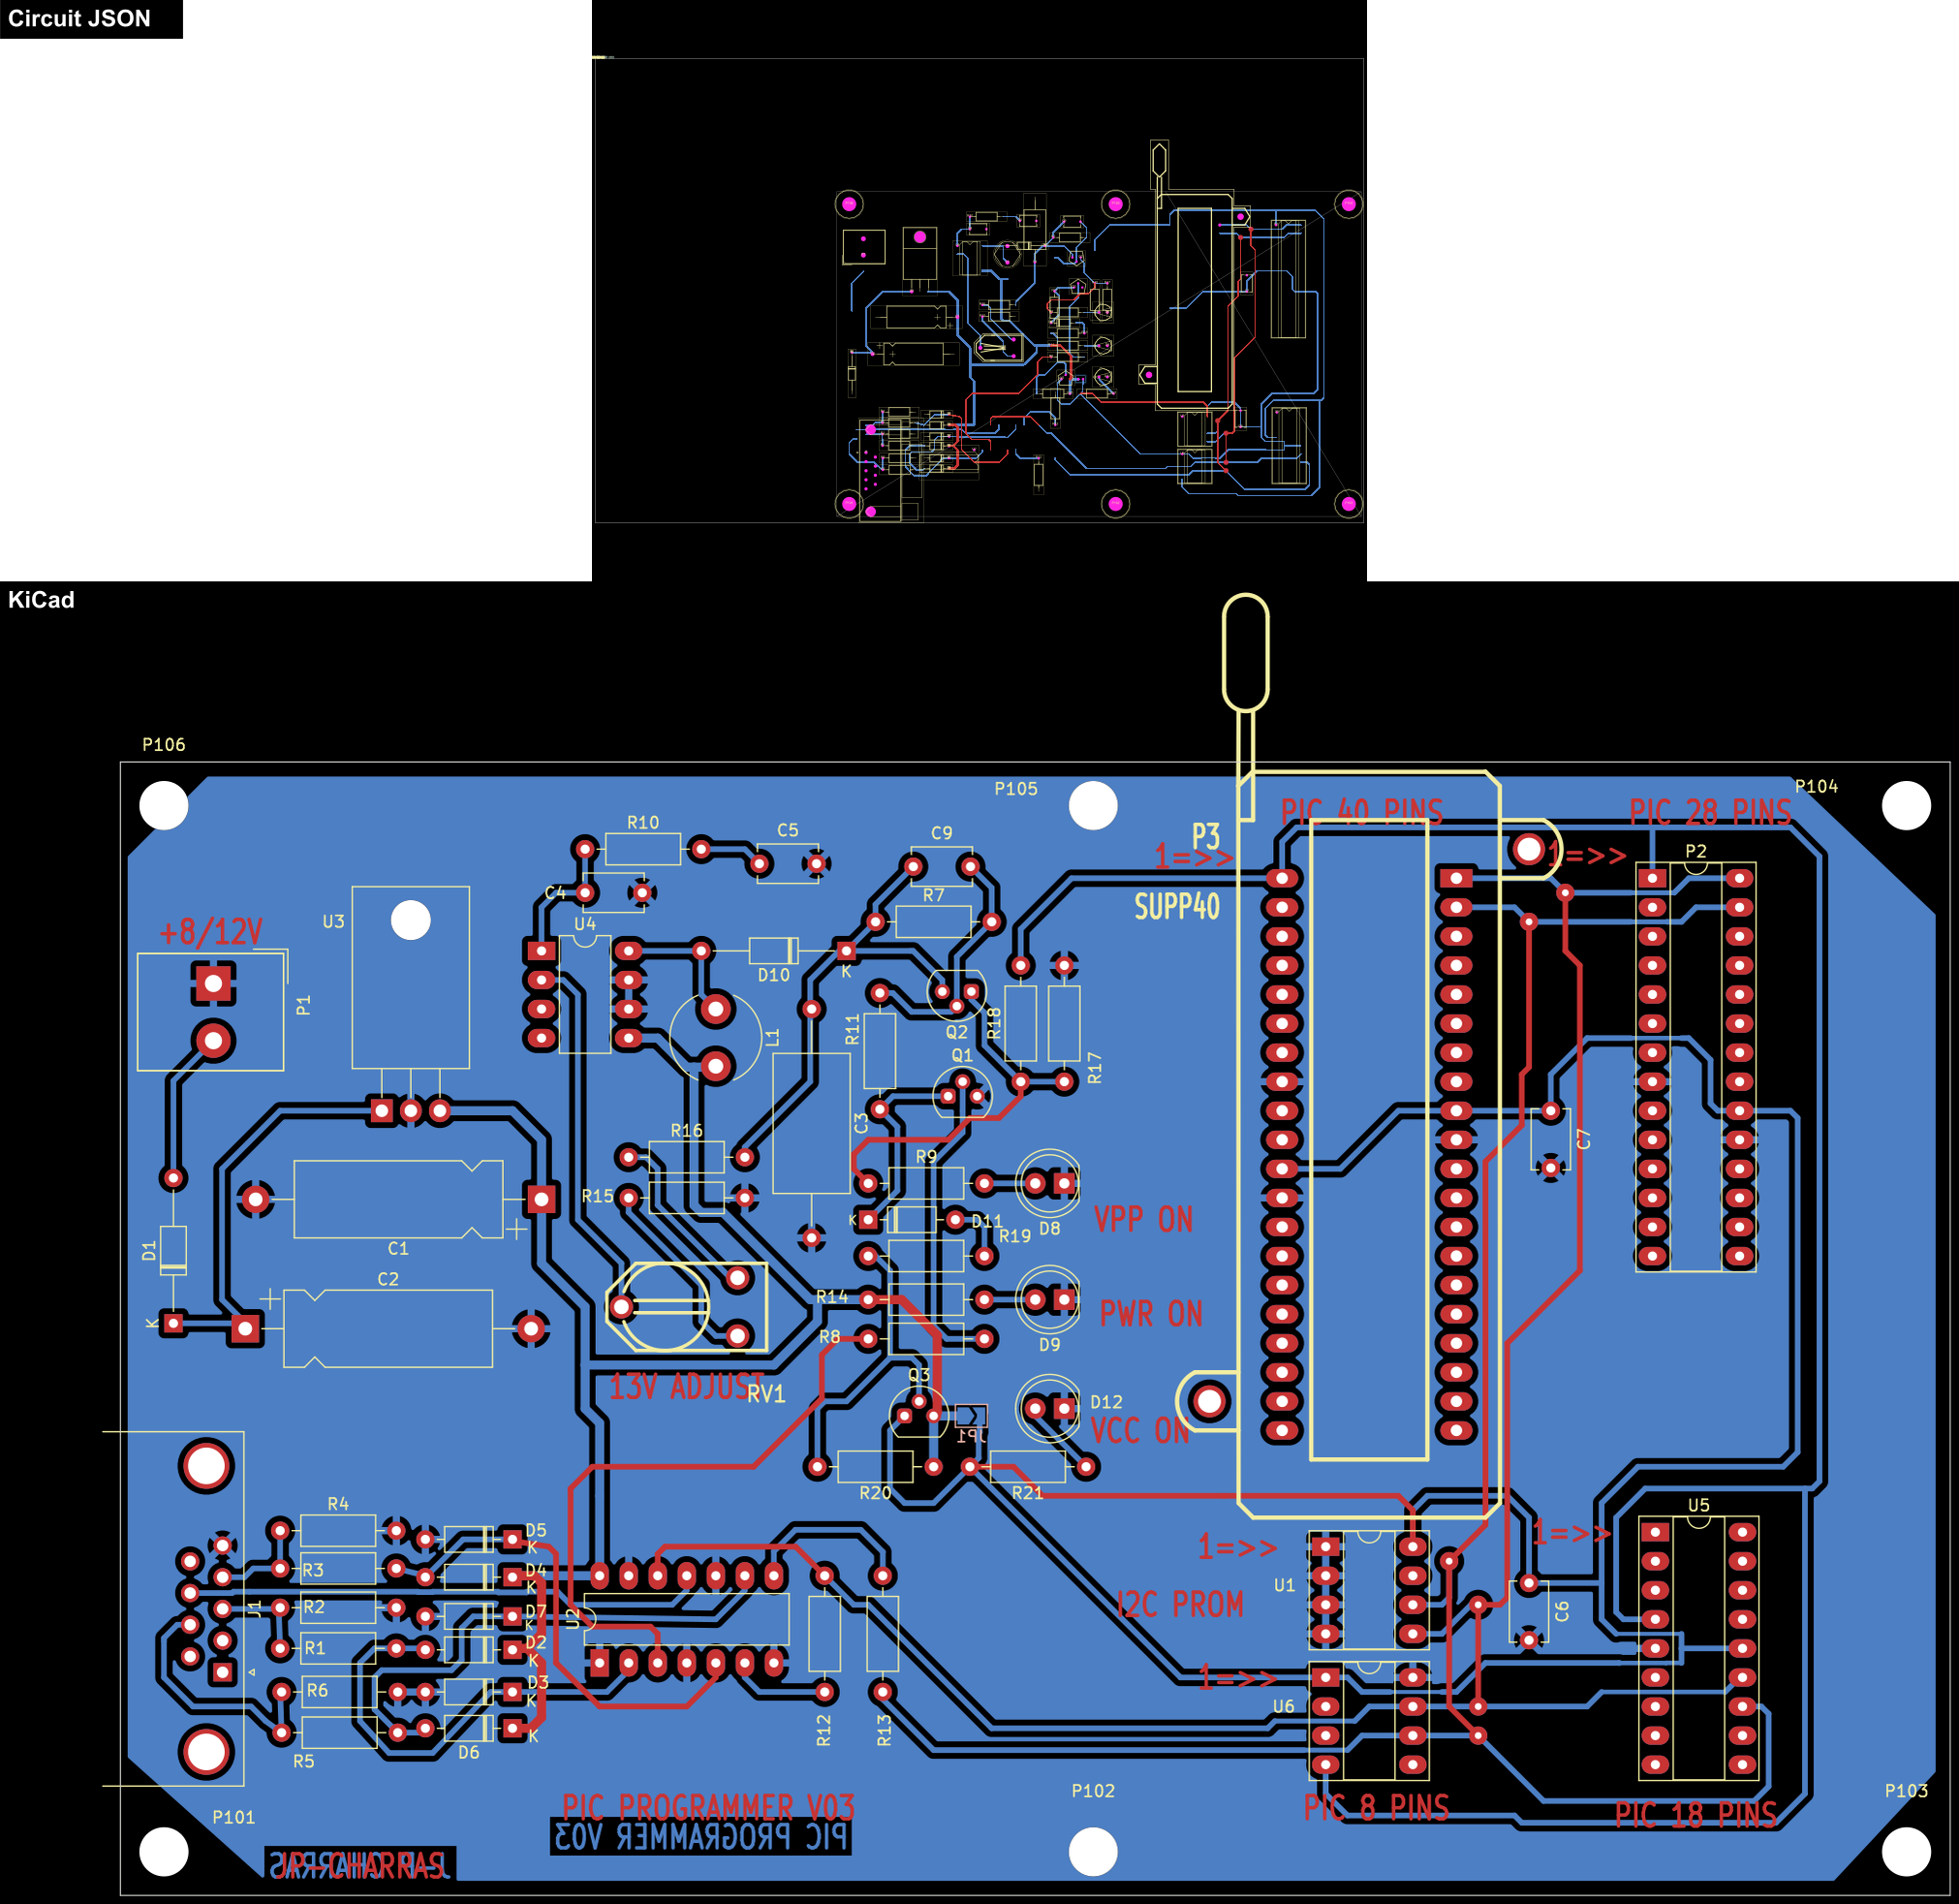 Circuit JSON
KiCad
P106
P105
P104
PIC 40 PINS
PIC 28 PINS
R10
C5
C9
P3
1=>>
1=>>
P2
C4
R7
SUPP40
U3
U4
+8/12V
D10
K
P1
L1
R11
Q2
R18
Q1
R17
C3
C7
R16
R9
R15
K
D11
VPP ON
D8
R19
D1
C1
C2
K
R14
PWR ON
R8
D9
13V ADJUST
RV1
Q3
D12
VCC ON
JP1
R20
R21
R4
D5
K
U5
1=>>
1=>>
R3
D4
K
U1
R2
J1
D7
K
U2
I2C PROM
C6
R1
D2
K
1=>>
R6
D3
K
U6
R12
R13
R5
D6
K
P101
P102
P103
PIC PROGRAMMER V03
PIC 8 PINS
PIC 18 PINS
PIC PROGRAMMER V03
JP-CHARRAS